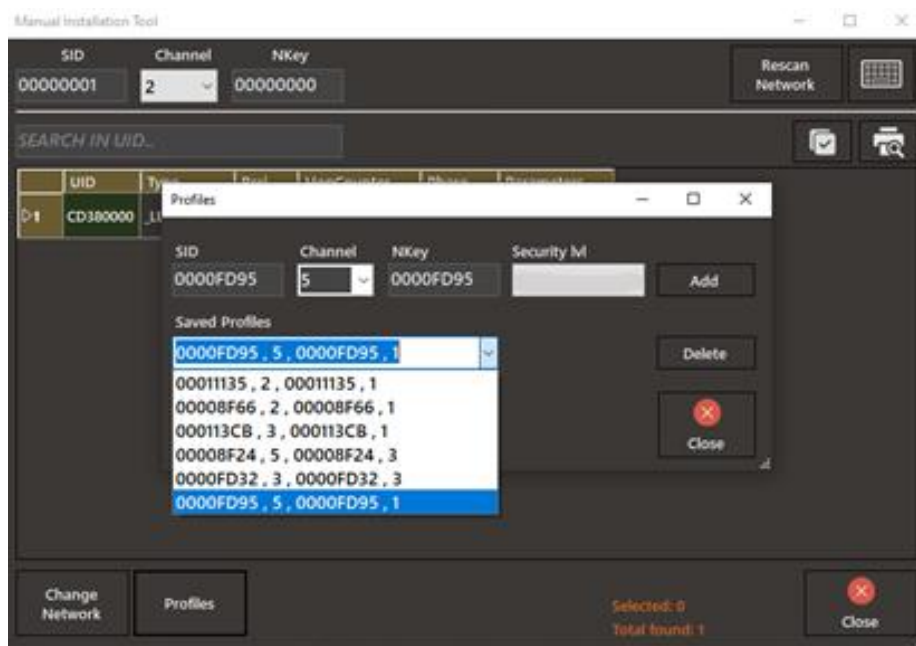 Manual Installation Tool
SID Channel NKey
00000001 2 00000000
Rescan
Network
SEARCH IN UID...
UID
1 CD380000
Profiles
SID Channel NKey Security lvl
0000FD95 5 0000FD95
Add
Saved Profiles
0000FD95 , 5 , 0000FD95 , 1
Delete
00011135 , 2 , 00011135 , 1
00008F66 , 2 , 00008F66 , 1
000113CB , 3 , 000113CB , 1
00008F24 , 5 , 00008F24 , 3
0000FD32 , 3 , 0000FD32 , 3
0000FD95 , 5 , 0000FD95 , 1
Close
Change
Network
Profiles
Selected: 0
Total found: 1
Close